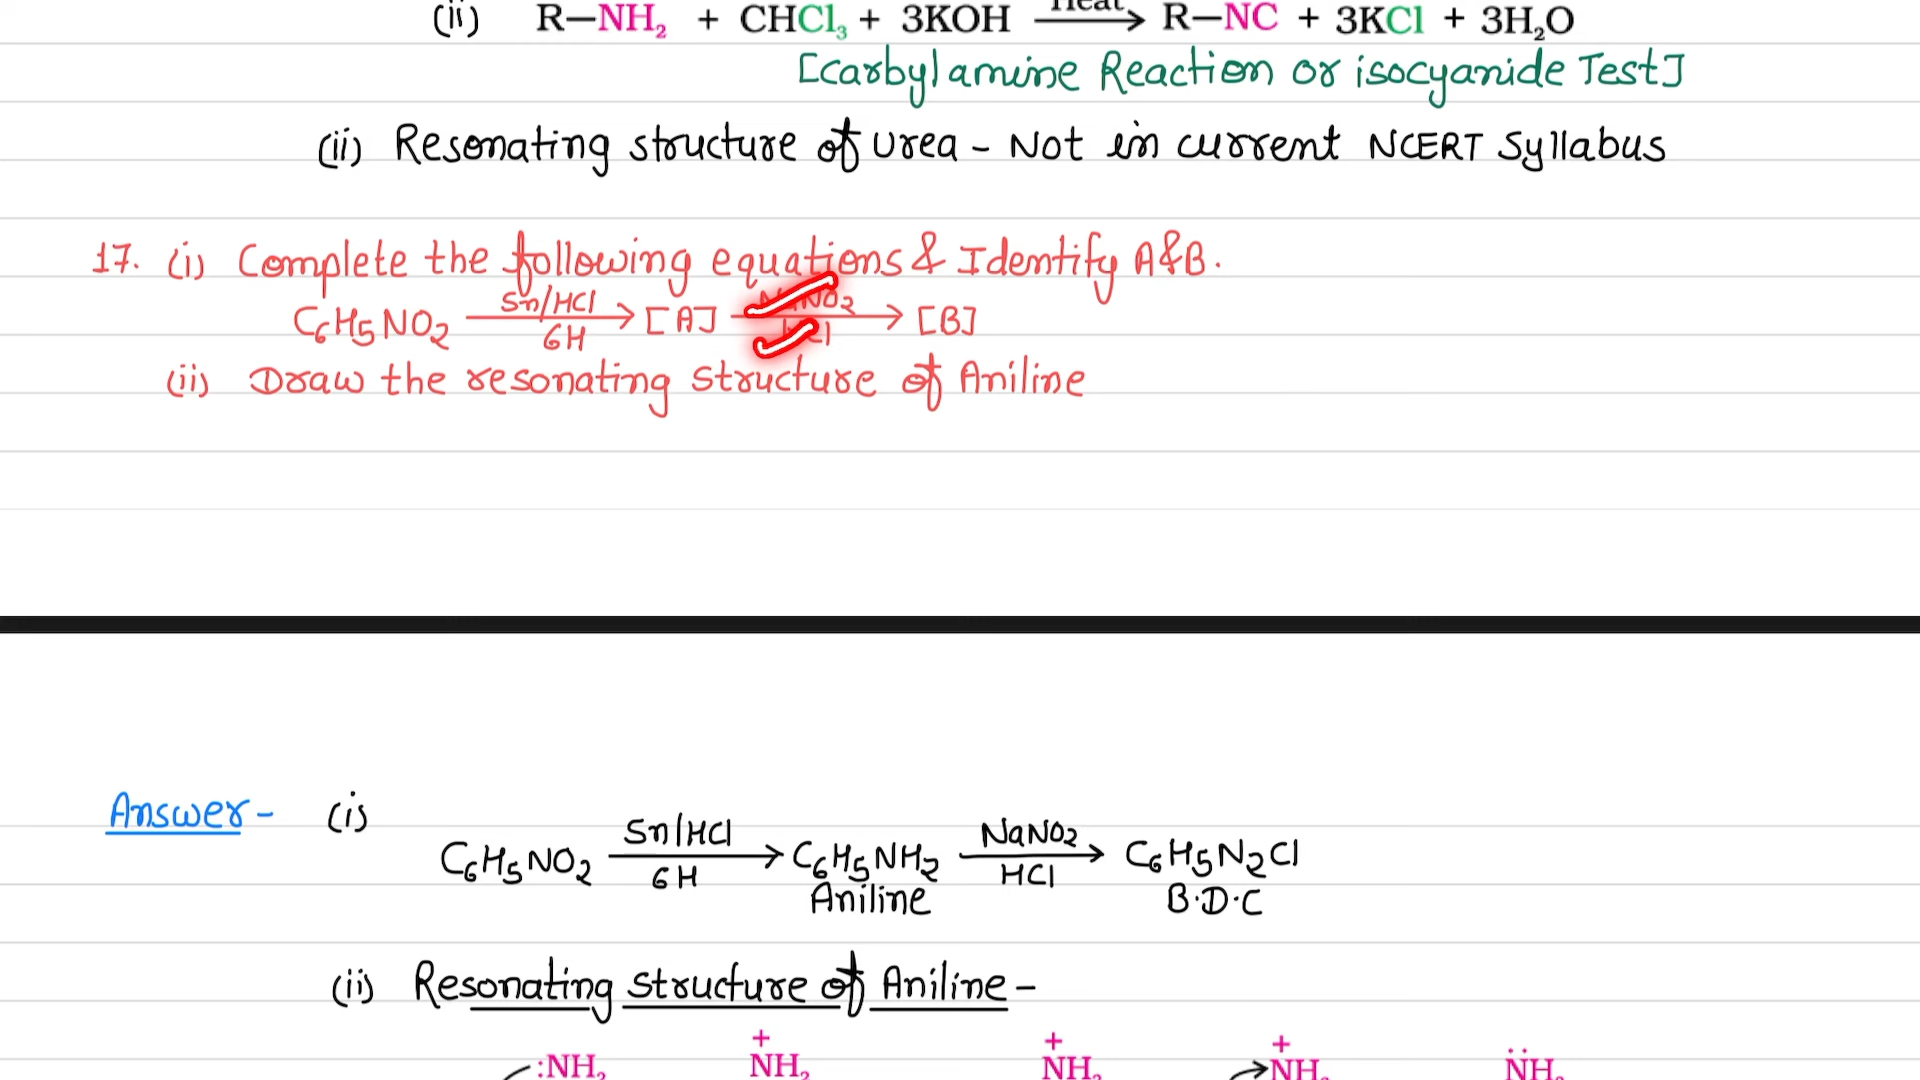 (ii) R—NH₂ + CHCl₃ + 3KOH Heat→ R—NC + 3KCl + 3H₂O
[carbylamine Reaction or isocyanide Test]
(ii) Resonating structure of urea - Not in current NCERT Syllabus
17. (i) Complete the following equations & Identify A&B.
Sn/HCl NaNO₂
C₆H₅NO₂ → [A] → [B]
6H HCl
(ii) Draw the resonating structure of Aniline
Answer- (i)
Sn/HCl NaNO₂
C₆H₅NO₂ → C₆H₅NH₂ → C₆H₅N₂Cl
6H HCl
Aniline B.D.C
(ii) Resonating structure of Aniline-
+ + +
:NH₂ NH₂ NH₂ NH₂ N̈H₂